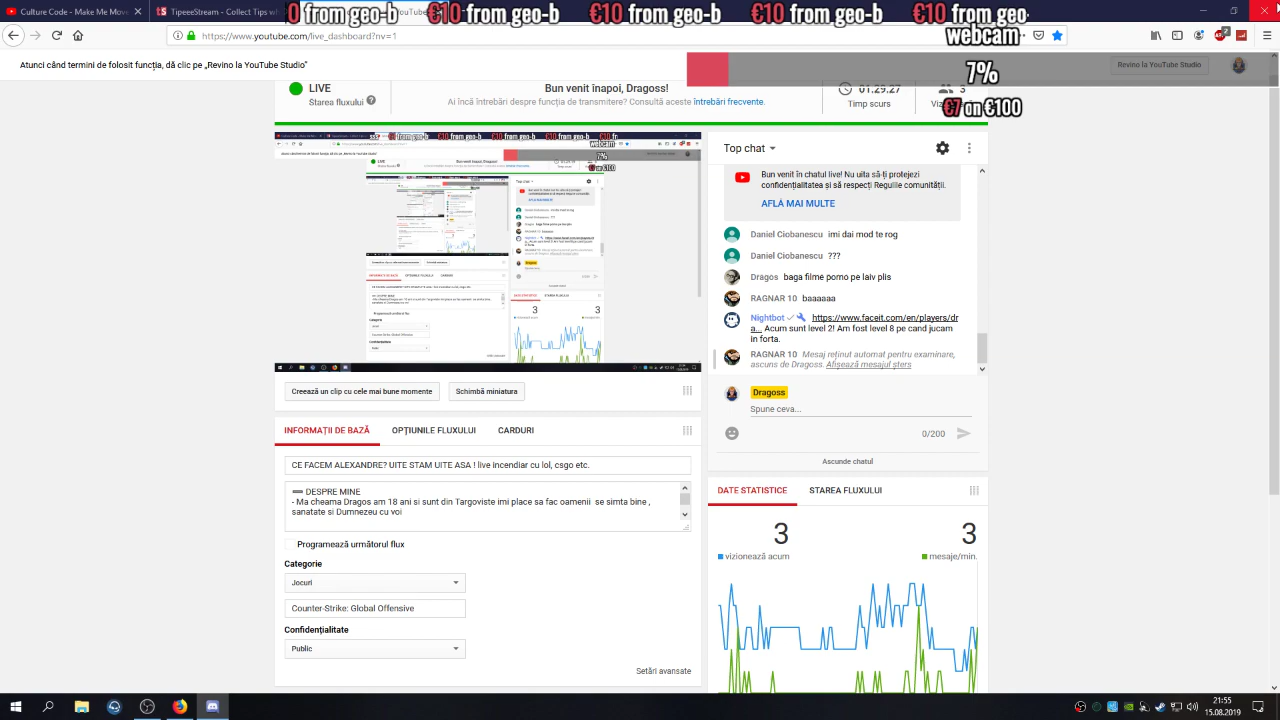 Culture Code - Make Me Move
TipeeeStream - Collect Tips wh
YouTube
€10 from geo-b €10 from geo-b €10 from geo-b €10 from geo-b €10 from geo-
webcam
https://www.youtube.com/live_dashboard?nv=1
Atunci când termini de folosit funcția, dă clic pe „Revino la YouTube Studio”
Revino la YouTube Studio
7%
€7 on €100
LIVE
Starea fluxului
Bun venit înapoi, Dragoss!
Ai încă întrebări despre funcția de transmitere? Consultă aceste întrebări frecvente.
01:29:27
Timp scurs
3
Top chat
Bun venit în chatul live! Nu uita să-ți protejezi
confidențialitatea și să respecți Regulile comunității.
AFLĂ MAI MULTE
Daniel Ciobanescu imi dai mod te rog
Daniel Ciobanescu ???
Dragos baga filme porno paiv plis
RAGNAR 10 baaaaaa
Nightbot https://www.faceit.com/en/players/dr
a... Acum sunt level 2! Am fost level 8 pe cand jucam
in forta.
RAGNAR 10 Mesaj reținut automat pentru examinare,
ascuns de Dragoss. Afișează mesajul șters
Dragoss
Spune ceva...
0/200
Ascunde chatul
Creează un clip cu cele mai bune momente
Schimbă miniatura
INFORMAȚII DE BAZĂ
OPȚIUNILE FLUXULUI
CARDURI
CE FACEM ALEXANDRE? UITE STAM UITE ASA ! live incendiar cu lol, csgo etc.
DESPRE MINE
- Ma cheama Dragos am 18 ani si sunt din Targoviste imi place sa fac oamenii se simta bine ,
sanatate si Dumnezeu cu voi
Programează următorul flux
Categorie
Jocuri
Counter-Strike: Global Offensive
Confidențialitate
Public
Setări avansate
DATE STATISTICE
STAREA FLUXULUI
3
vizionează acum
3
mesaje/min.
21:55
15.08.2019